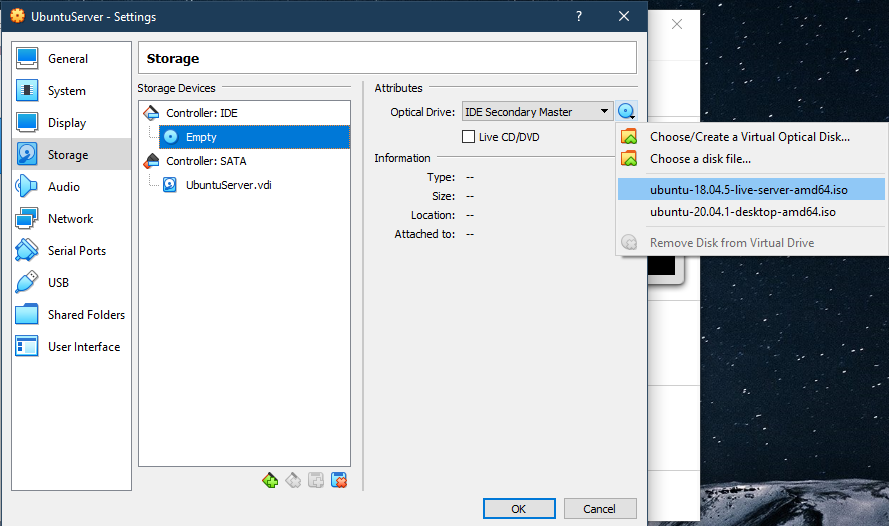 UbuntuServer - Settings
?
General
System
Display
Storage
Audio
Network
Serial Ports
USB
Shared Folders
User Interface
Storage
Storage Devices
Controller: IDE
Empty
Controller: SATA
UbuntuServer.vdi
Attributes
Optical Drive: IDE Secondary Master
Live CD/DVD
Information
Type: --
Size: --
Location: --
Attached to: --
Choose/Create a Virtual Optical Disk...
Choose a disk file...
ubuntu-18.04.5-live-server-amd64.iso
ubuntu-20.04.1-desktop-amd64.iso
Remove Disk from Virtual Drive
OK
Cancel